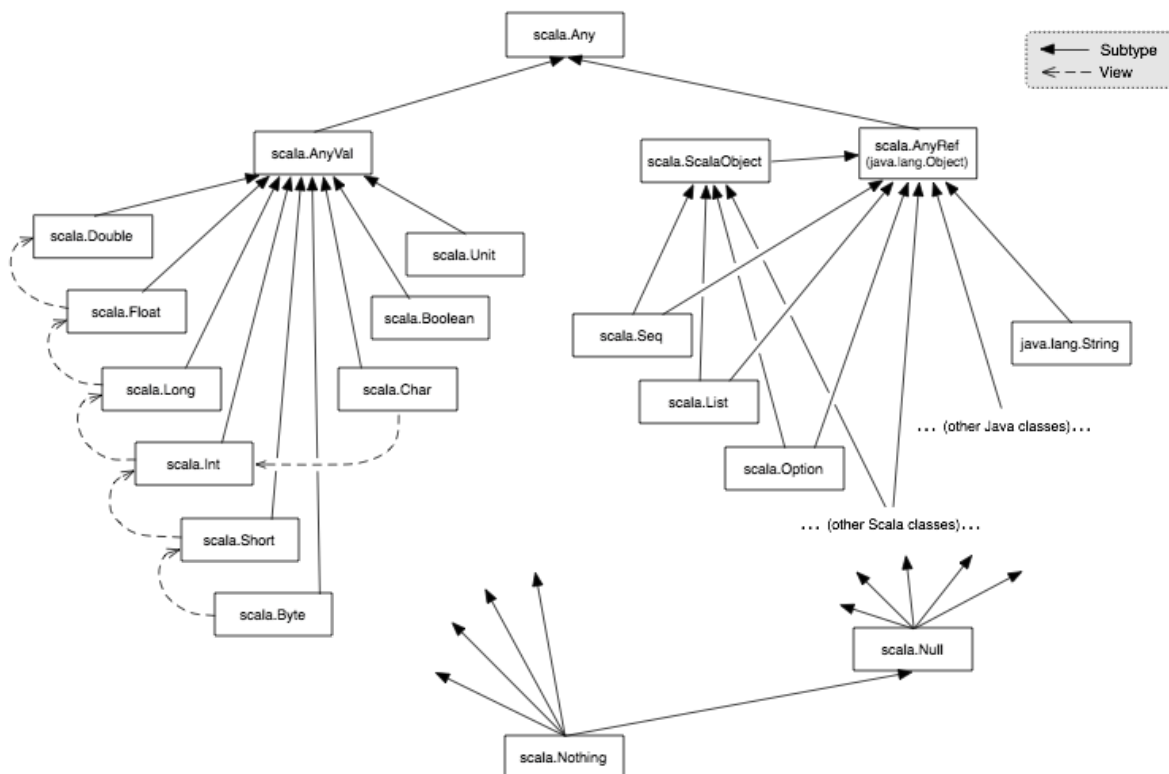 scala.Any
Subtype
View
scala.AnyVal
scala.ScalaObject
scala.AnyRef
(java.lang.Object)
scala.Double
scala.Unit
scala.Float
scala.Boolean
scala.Seq
java.lang.String
scala.Long
scala.Char
scala.List
... (other Java classes)...
scala.Int
scala.Option
scala.Short
... (other Scala classes)...
scala.Byte
scala.Null
scala.Nothing